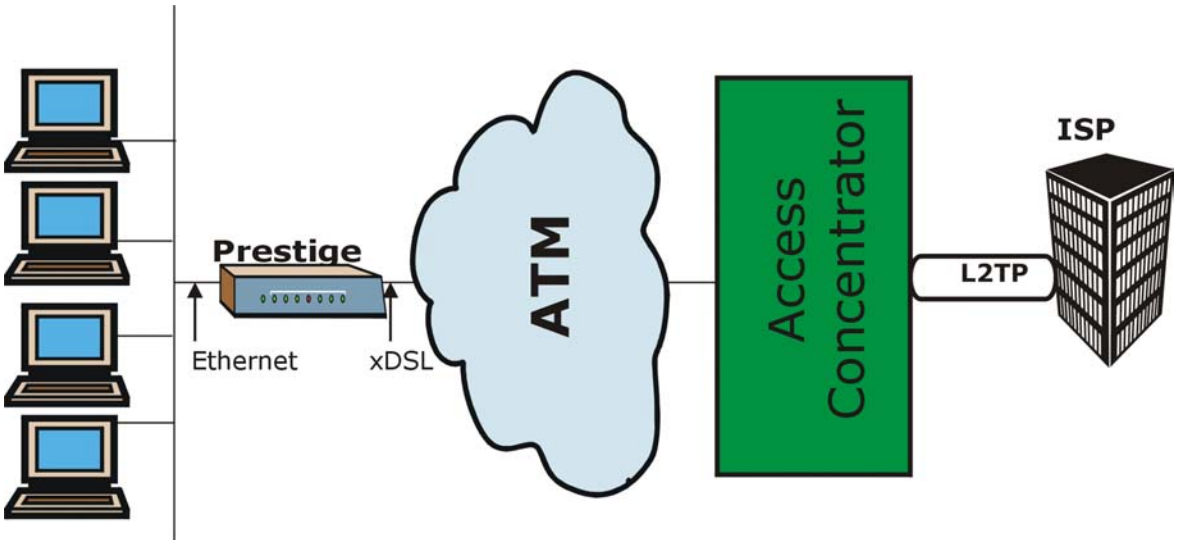 Prestige
Ethernet
xDSL
ATM
Access
Concentrator
L2TP
ISP